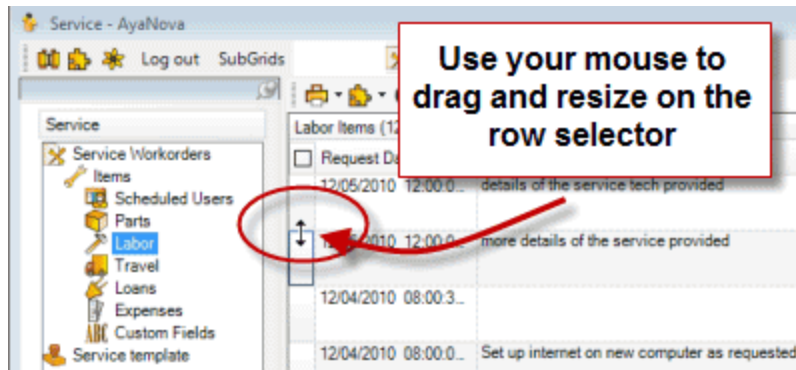 Service - AyaNova
Log out SubGrids
Use your mouse to
drag and resize on the
row selector
Service
Service Workorders
Items
Scheduled Users
Parts
Labor
Travel
Loans
Expenses
ABC Custom Fields
Service template
Labor Items (12
Request Da
12/05/2010 12:00:0... details of the service tech provided
12:00:0... more details of the service provided
12/04/2010 08:00:3...
12/04/2010 08:00:0... Set up internet on new computer as requested